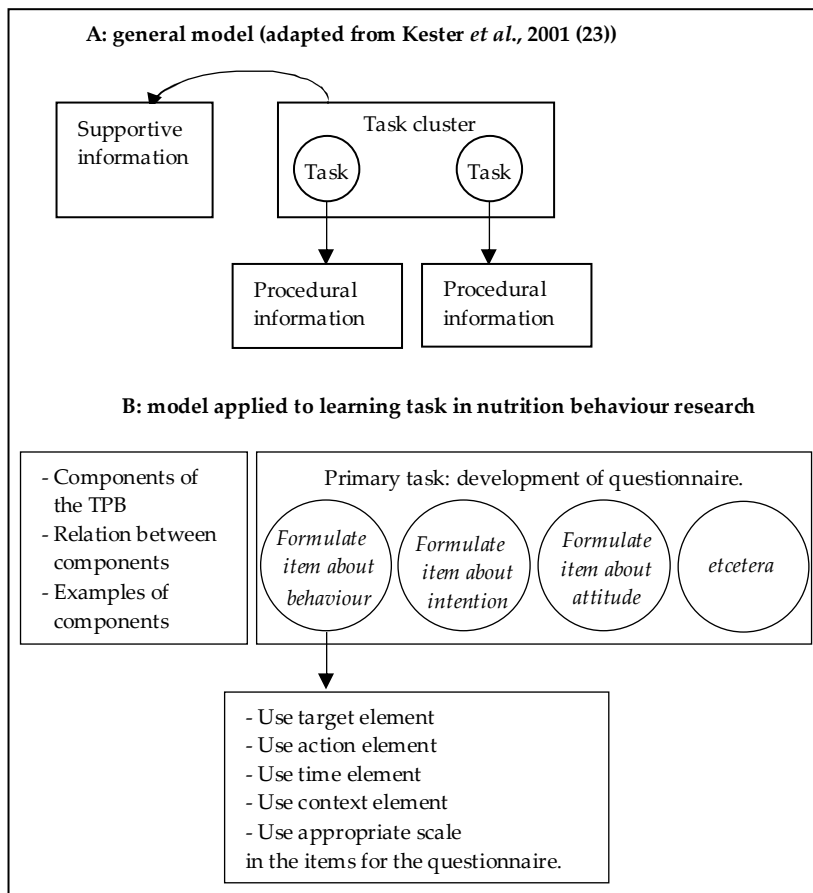 A: general model (adapted from Kester et al., 2001 (23))
Supportive
information
Task cluster
Task
Task
Procedural
information
Procedural
information
B: model applied to learning task in nutrition behaviour research
- Components of
the TPB
- Relation between
components
- Examples of
components
Primary task: development of questionnaire.
Formulate
item about
behaviour
Formulate
item about
intention
Formulate
item about
attitude
etcetera
- Use target element
- Use action element
- Use time element
- Use context element
- Use appropriate scale
in the items for the questionnaire.